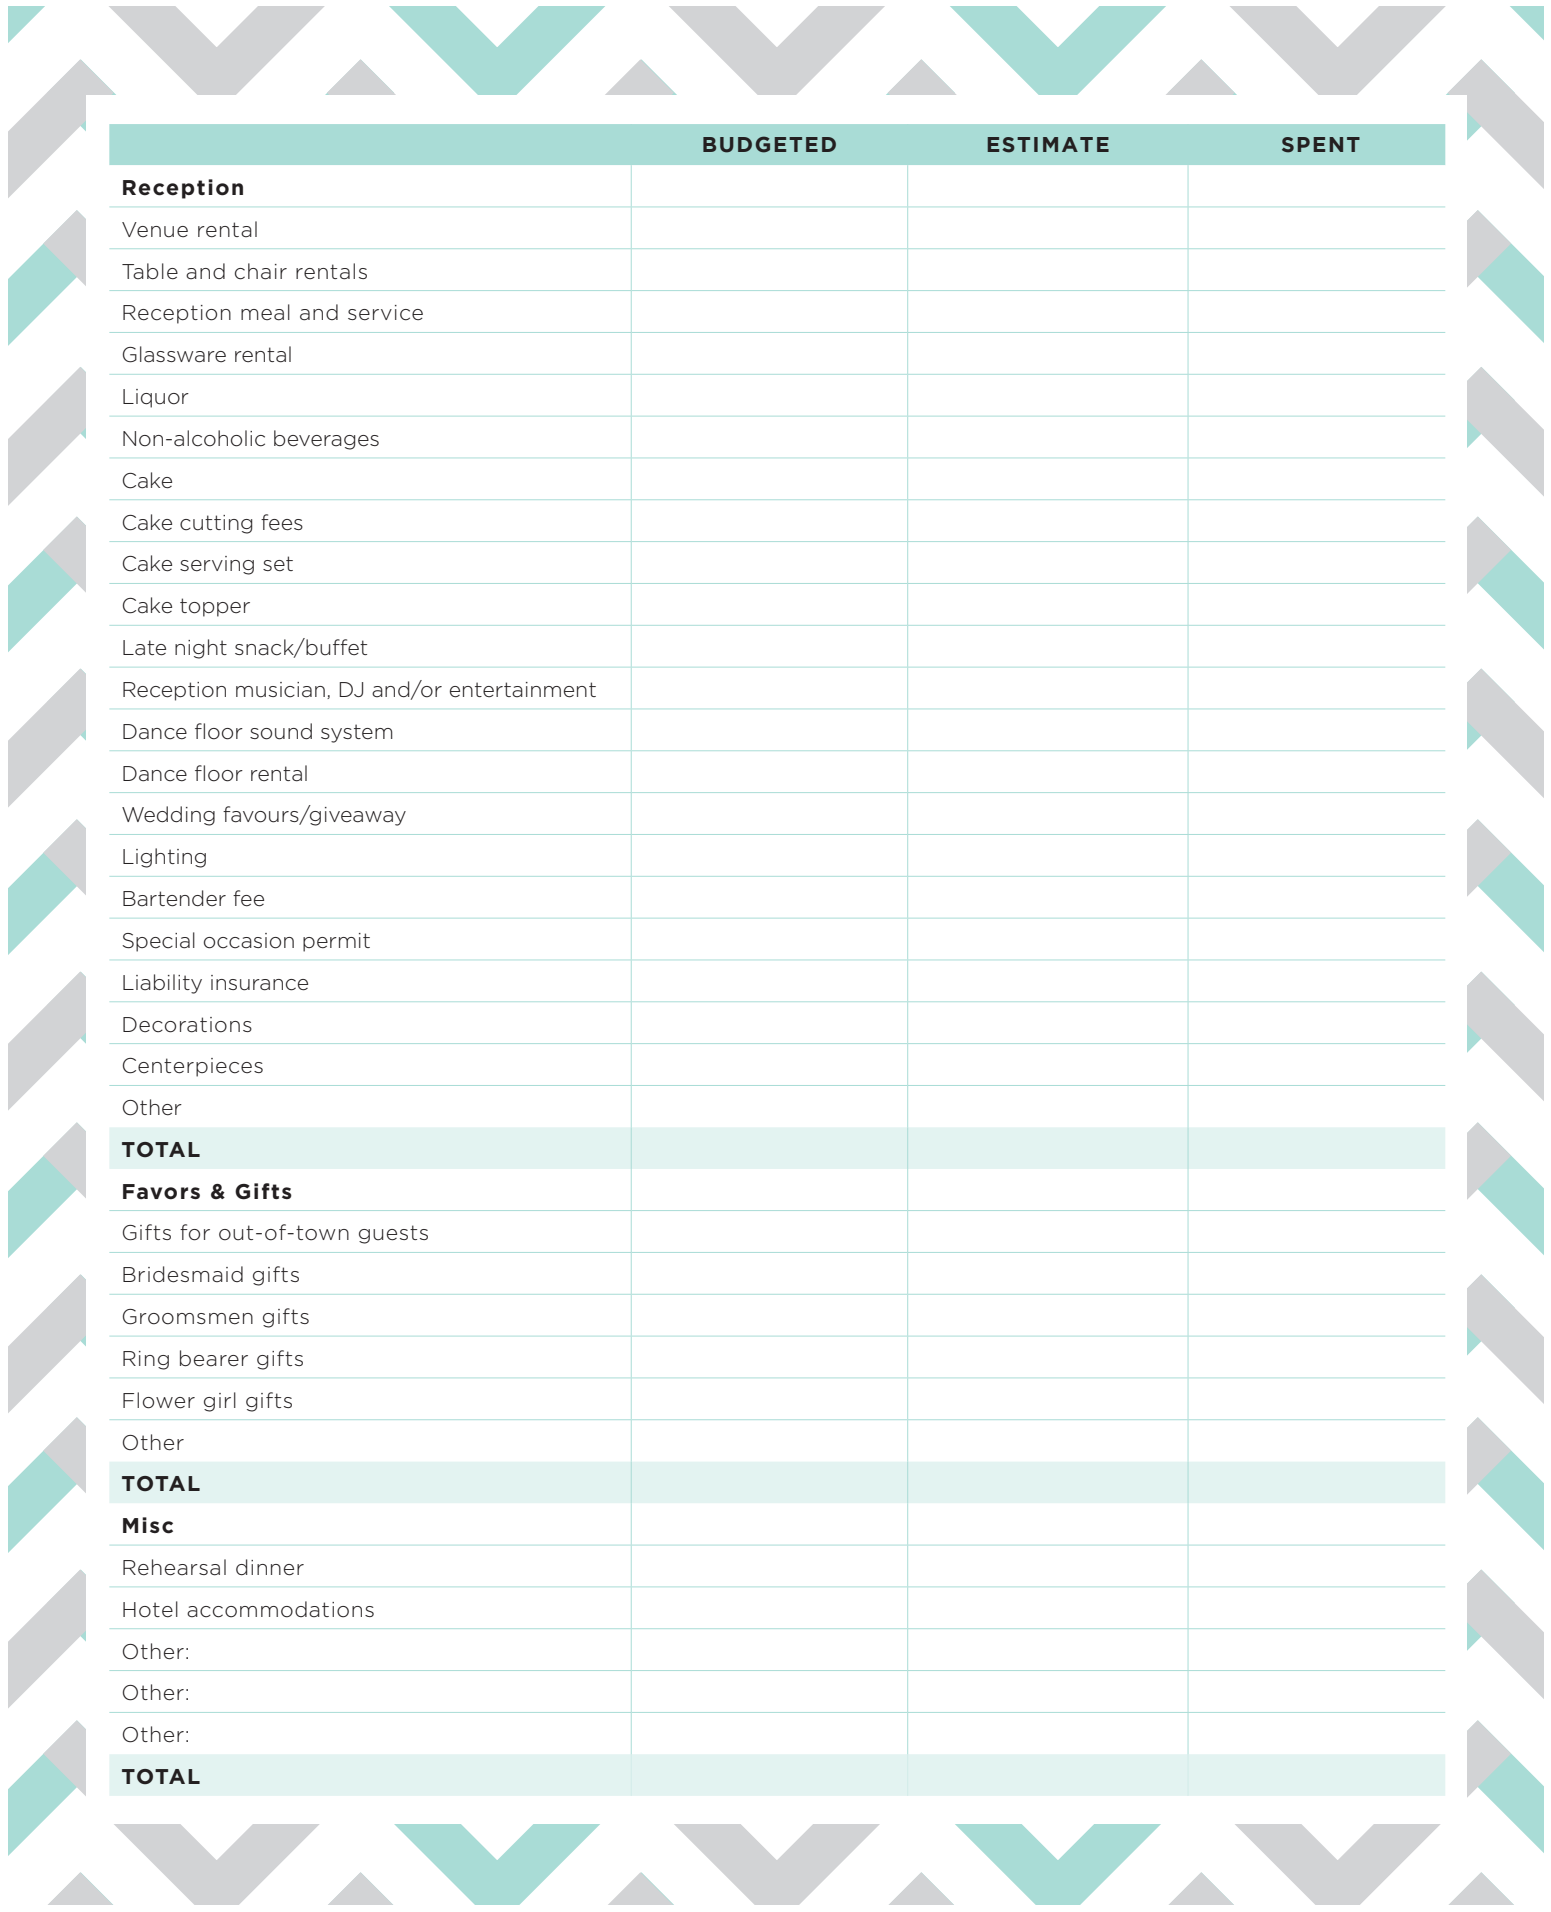 BUDGETED ESTIMATE SPENT
Reception
Venue rental
Table and chair rentals
Reception meal and service
Glassware rental
Liquor
Non-alcoholic beverages
Cake
Cake cutting fees
Cake serving set
Cake topper
Late night snack/buffet
Reception musician, DJ and/or entertainment
Dance floor sound system
Dance floor rental
Wedding favours/giveaway
Lighting
Bartender fee
Special occasion permit
Liability insurance
Decorations
Centerpieces
Other
TOTAL
Favors & Gifts
Gifts for out-of-town guests
Bridesmaid gifts
Groomsmen gifts
Ring bearer gifts
Flower girl gifts
Other
TOTAL
Misc
Rehearsal dinner
Hotel accommodations
Other:
Other:
Other:
TOTAL